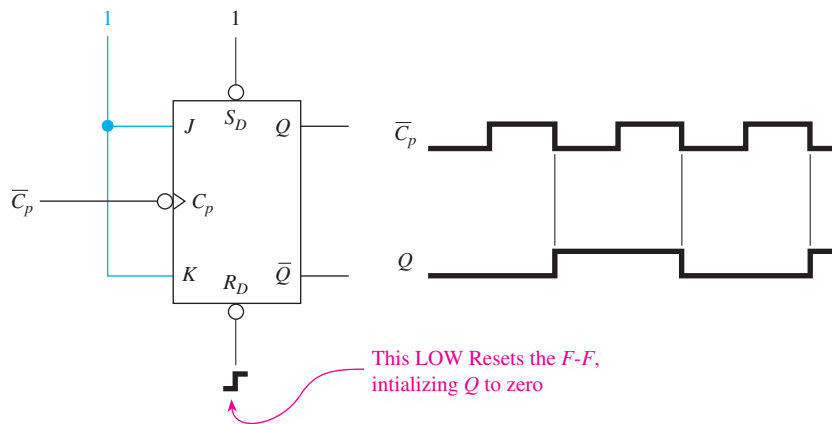 1
1
J
S_D
Q
C̅_p
C̅_p
C_p
K
R_D
Q̅
Q
This LOW Resets the F-F,
intializing Q to zero